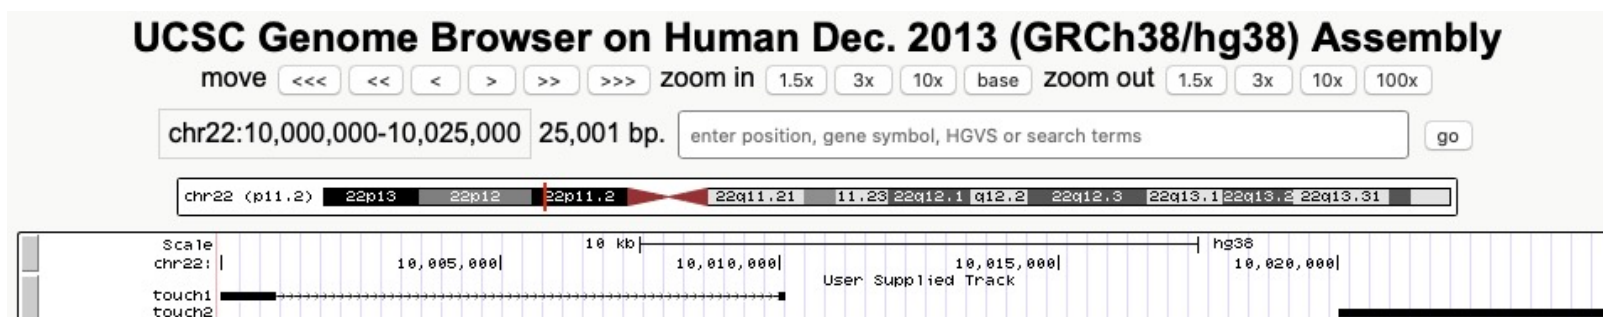 UCSC Genome Browser on Human Dec. 2013 (GRCh38/hg38) Assembly
move <<< << < > >> >>> zoom in 1.5x 3x 10x base zoom out 1.5x 3x 10x 100x
chr22:10,000,000-10,025,000 25,001 bp. enter position, gene symbol, HGVS or search terms go
chr22 (p11.2) 22p13 22p12 22p11.2 22q11.21 11.23 22q12.1 q12.2 22q12.3 22q13.1 22q13.2 22q13.31
Scale 10 kb hg38
chr22: 10,005,000 10,010,000 10,015,000 10,020,000
User Supplied Track
touch1
touch2